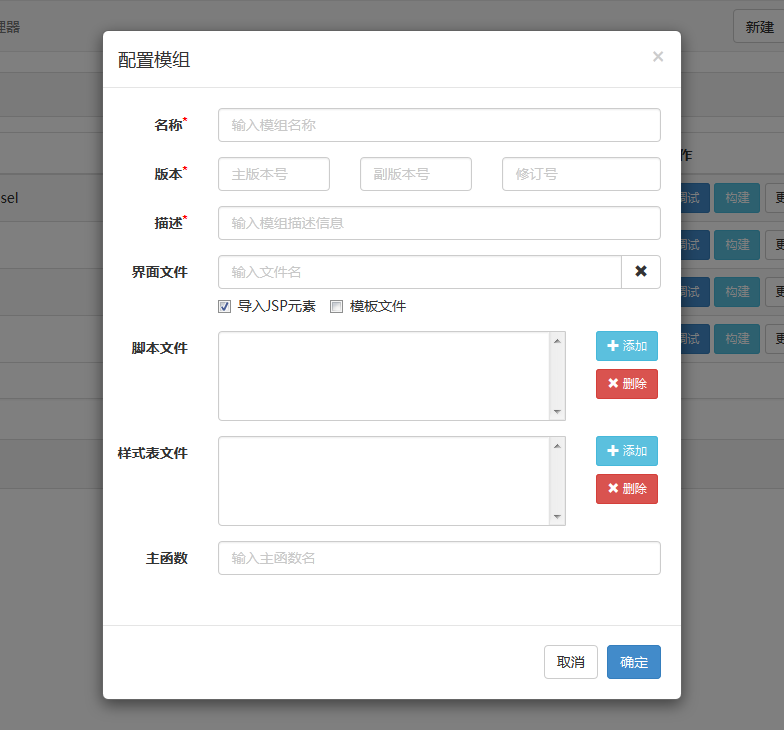 理器
新建
配置模组
×
名称*
输入模组名称
作
版本*
主版本号
副版本号
修订号
sel
调试
构建
更
描述*
输入模组描述信息
调试
构建
更
界面文件
输入文件名
调试
构建
更
导入JSP元素
模板文件
脚本文件
添加
调试
构建
更
删除
样式表文件
添加
删除
主函数
输入主函数名
取消
确定